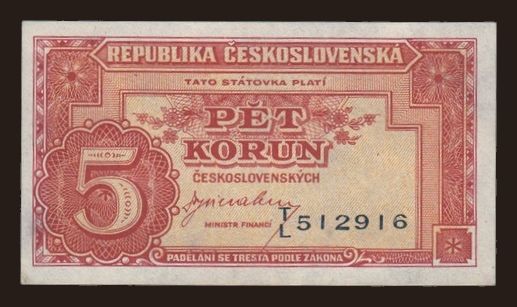 REPUBLIKA ČESKOSLOVENSKÁ
TATO STÁTOVKA PLATÍ
PĚT
KORUN
ČESKOSLOVENSKÝCH
5
MINISTR FINANCÍ
T/L 512916
PADĚLÁNÍ SE TRESTÁ PODLE ZÁKONA